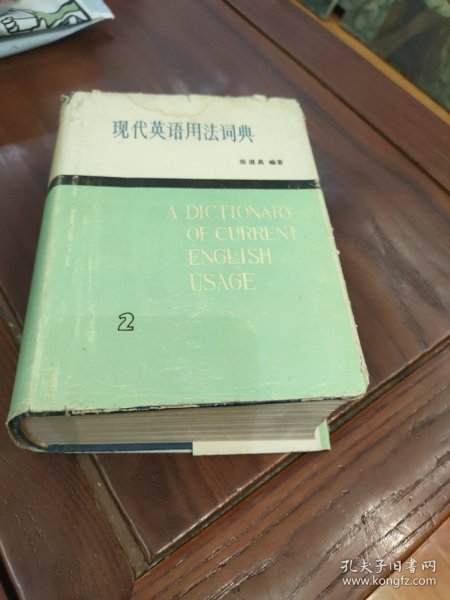 现代英语用法词典
张道真 编著
A DICTIONARY
OF CURRENT
ENGLISH
USAGE
2
孔夫子旧书网
www.kongfz.com